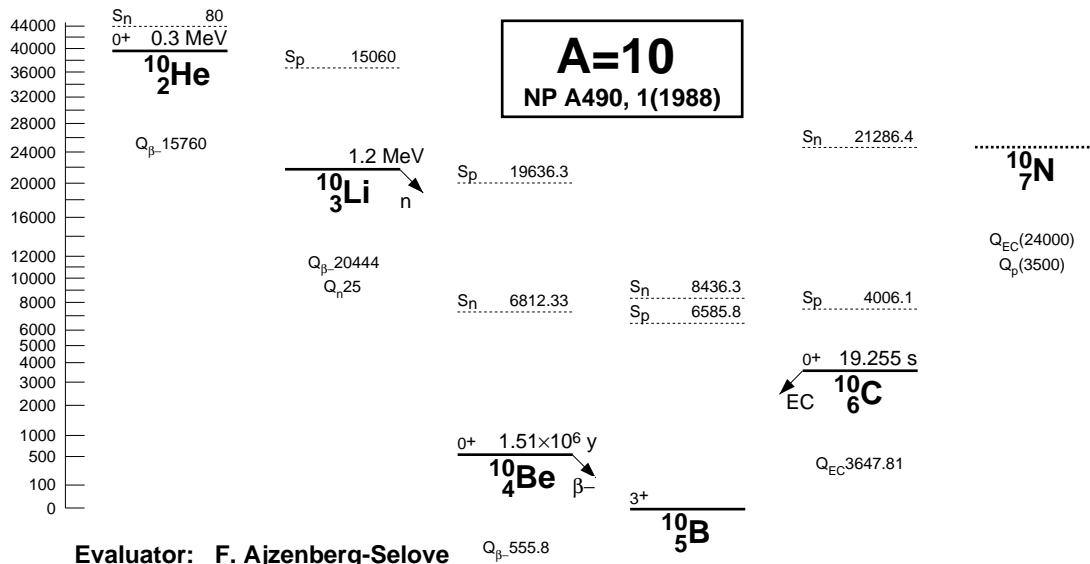 A=10
NP A490, 1(1988)
44000
40000
36000
32000
28000
24000
20000
16000
12000
10000
8000
6000
5000
4000
3000
2000
1000
500
100
0
Sn 80
0+ 0.3 MeV
10 2He
Qβ− 15760
Sp 15060
1.2 MeV
10 3Li
n
Qβ− 20444
Qn 25
Sp 19636.3
Sn 6812.33
0+ 1.51×10⁶ y
10 4Be
β−
Qβ− 555.8
Sn 8436.3
Sp 6585.8
3+
10 5B
Sn 21286.4
Sp 4006.1
0+ 19.255 s
EC
10 6C
QEC 3647.81
10 7N
QEC(24000)
Qp(3500)
Evaluator: F. Ajzenberg-Selove